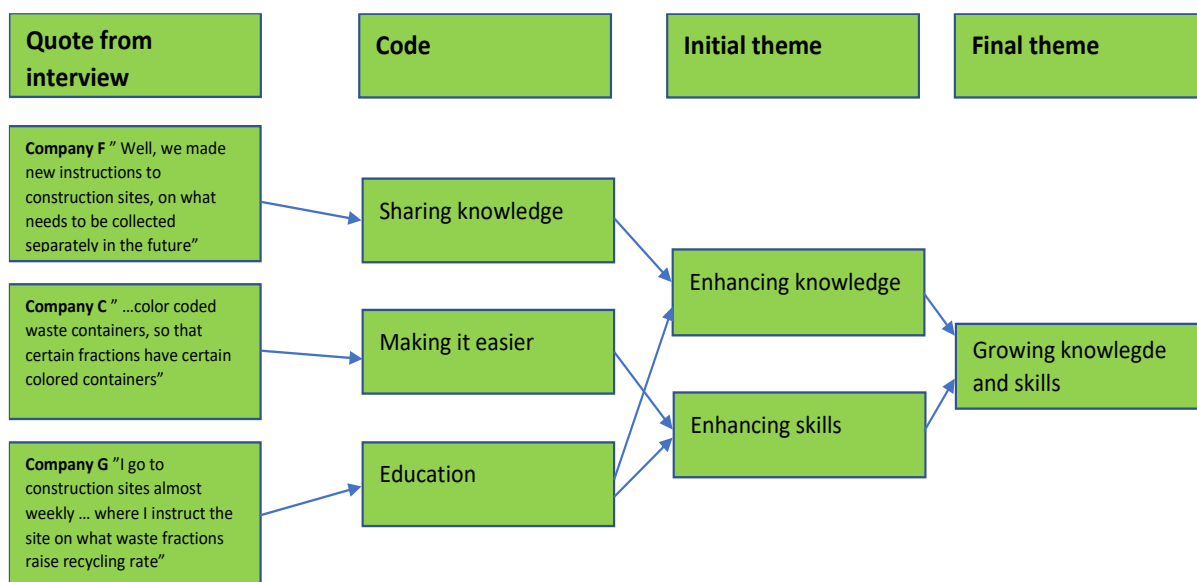 Quote from
interview
Code
Initial theme
Final theme
Company F ” Well, we made
new instructions to
construction sites, on what
needs to be collected
separately in the future”
Sharing knowledge
Enhancing knowledge
Company C ” …color coded
waste containers, so that
certain fractions have certain
colored containers”
Making it easier
Growing knowlegde
and skills
Enhancing skills
Company G ”I go to
construction sites almost
weekly … where I instruct the
site on what waste fractions
raise recycling rate”
Education